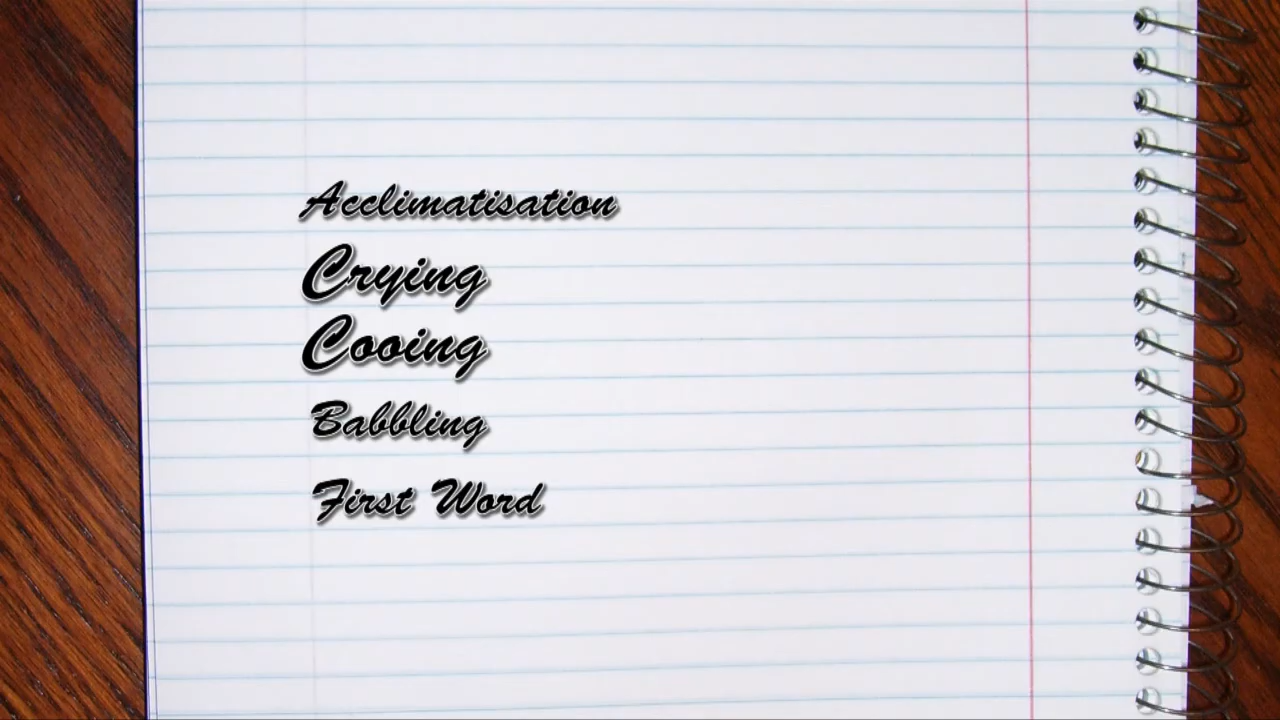 Acclimatisation
Crying
Cooing
Babbling
First Word